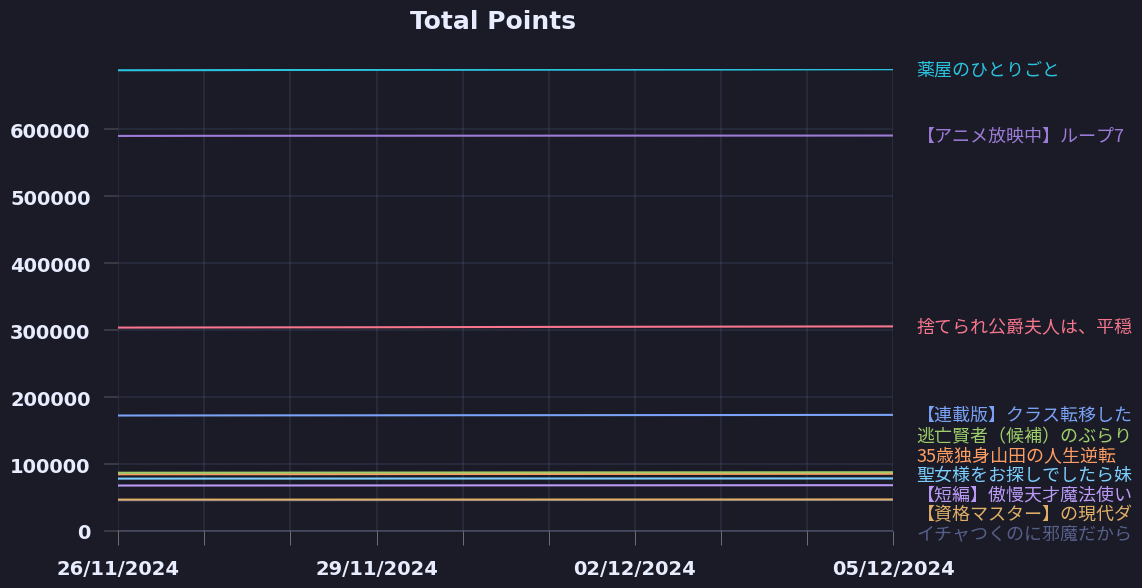 Total Points
薬屋のひとりごと
600000
【アニメ放映中】ループ7
500000
400000
300000
捨てられ公爵夫人は、平穏
200000
【連載版】クラス転移した
逃亡賢者（候補）のぶらり
100000
35歳独身山田の人生逆転
聖女様をお探しでしたら妹
【短編】傲慢天才魔法使い
【資格マスター】の現代ダ
0
イチャつくのに邪魔だから
26/11/2024
29/11/2024
02/12/2024
05/12/2024